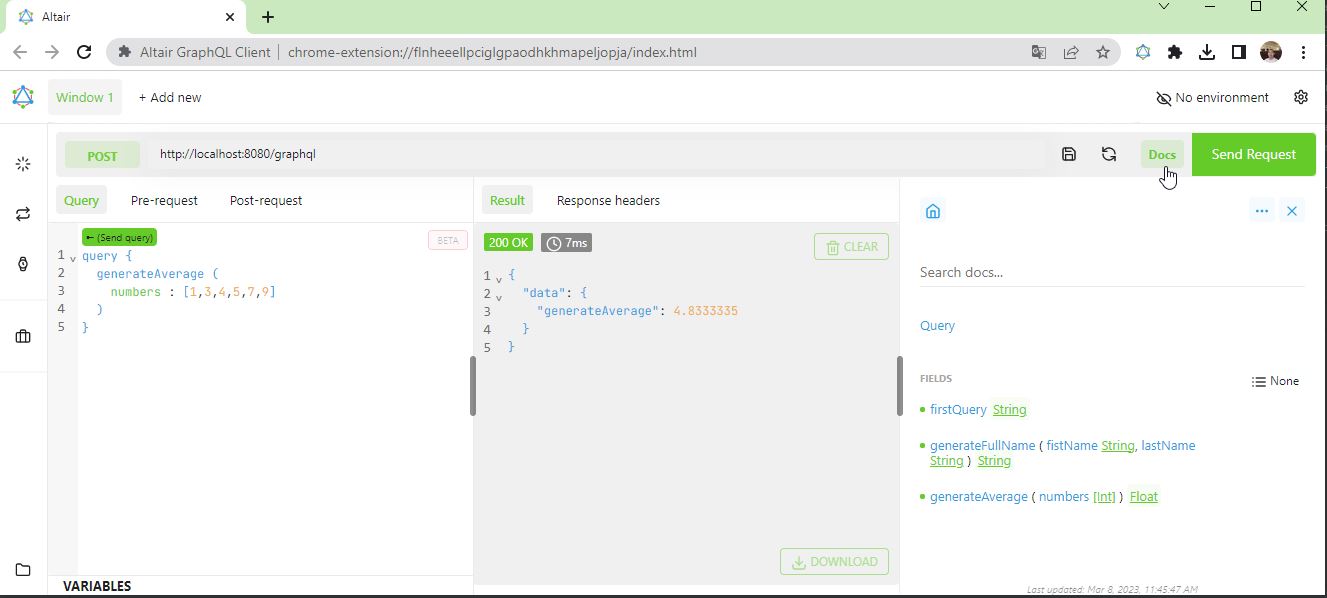 Altair
Altair GraphQL Client | chrome-extension://flnheeellpciglgpaodhkhmapeljopja/index.html
Window 1
+ Add new
No environment
POST
http://localhost:8080/graphql
Docs
Send Request
Query
Pre-request
Post-request
← (Send query)
BETA
1 query {
2 generateAverage (
3 numbers : [1,3,4,5,7,9]
4 )
5 }
VARIABLES
Result
Response headers
200 OK
7ms
CLEAR
1 {
2 "data": {
3 "generateAverage": 4.8333335
4 }
5 }
DOWNLOAD
Search docs...
Query
FIELDS
None
firstQuery String
generateFullName ( fistName String, lastName
String ) String
generateAverage ( numbers [Int] ) Float
Last updated: Mar 8, 2023, 11:45:47 AM